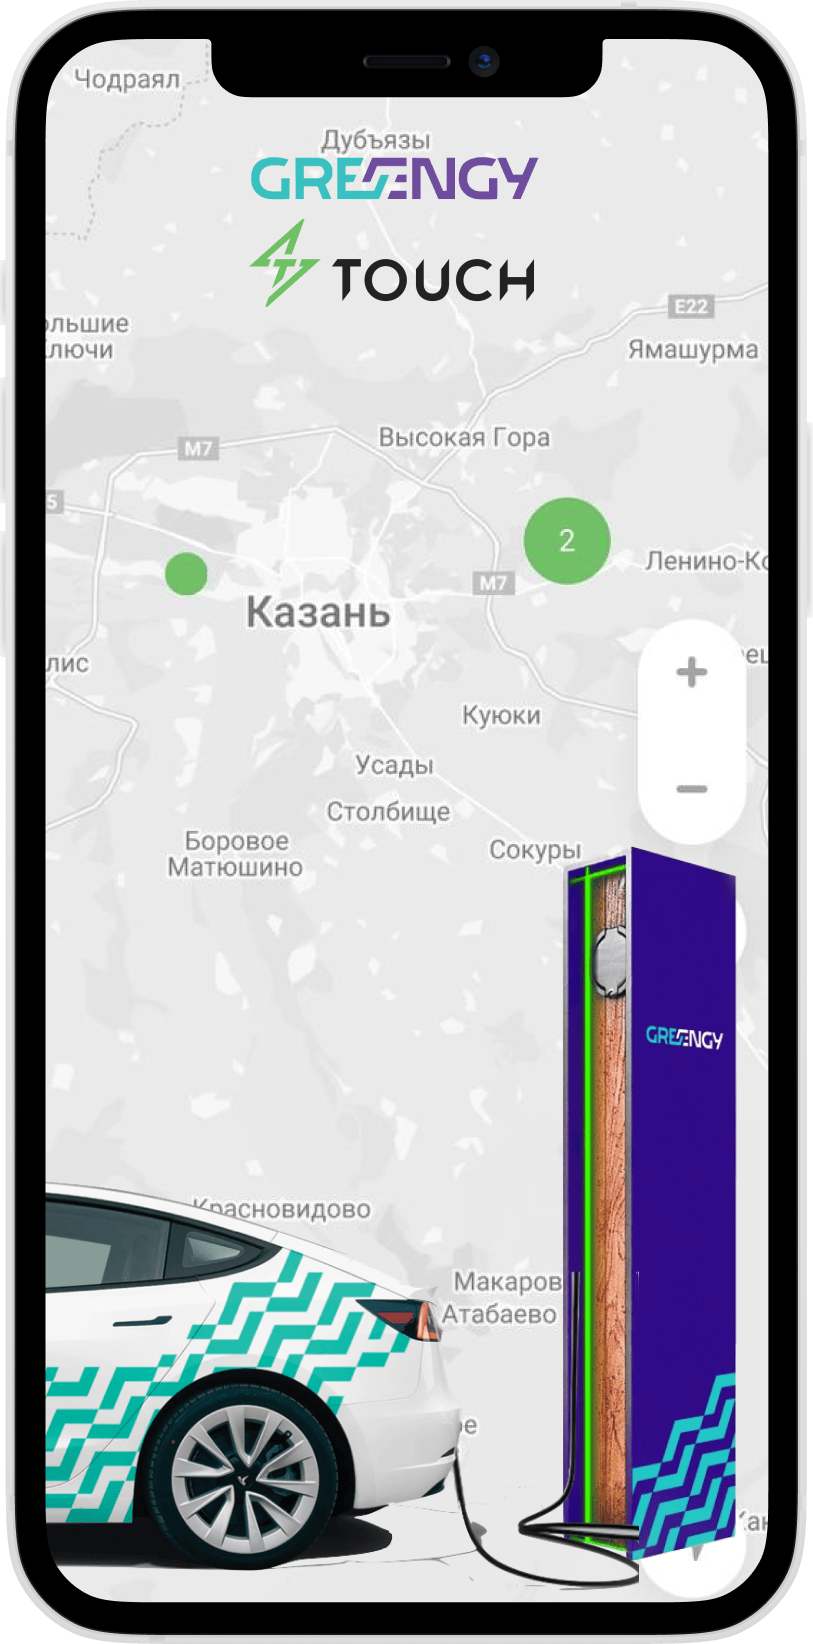 Чодраял
Дубъязы
GREENGY
TOUCH
E22
ольшие
лючи
Ямашурма
Высокая Гора
M7
5
2
Ленино-Ко
M7
Казань
лис
Куюки
Усады
Столбище
Боровое
Матюшино
Сокуры
GREENGY
Красновидово
Макаров
Атабаево
е